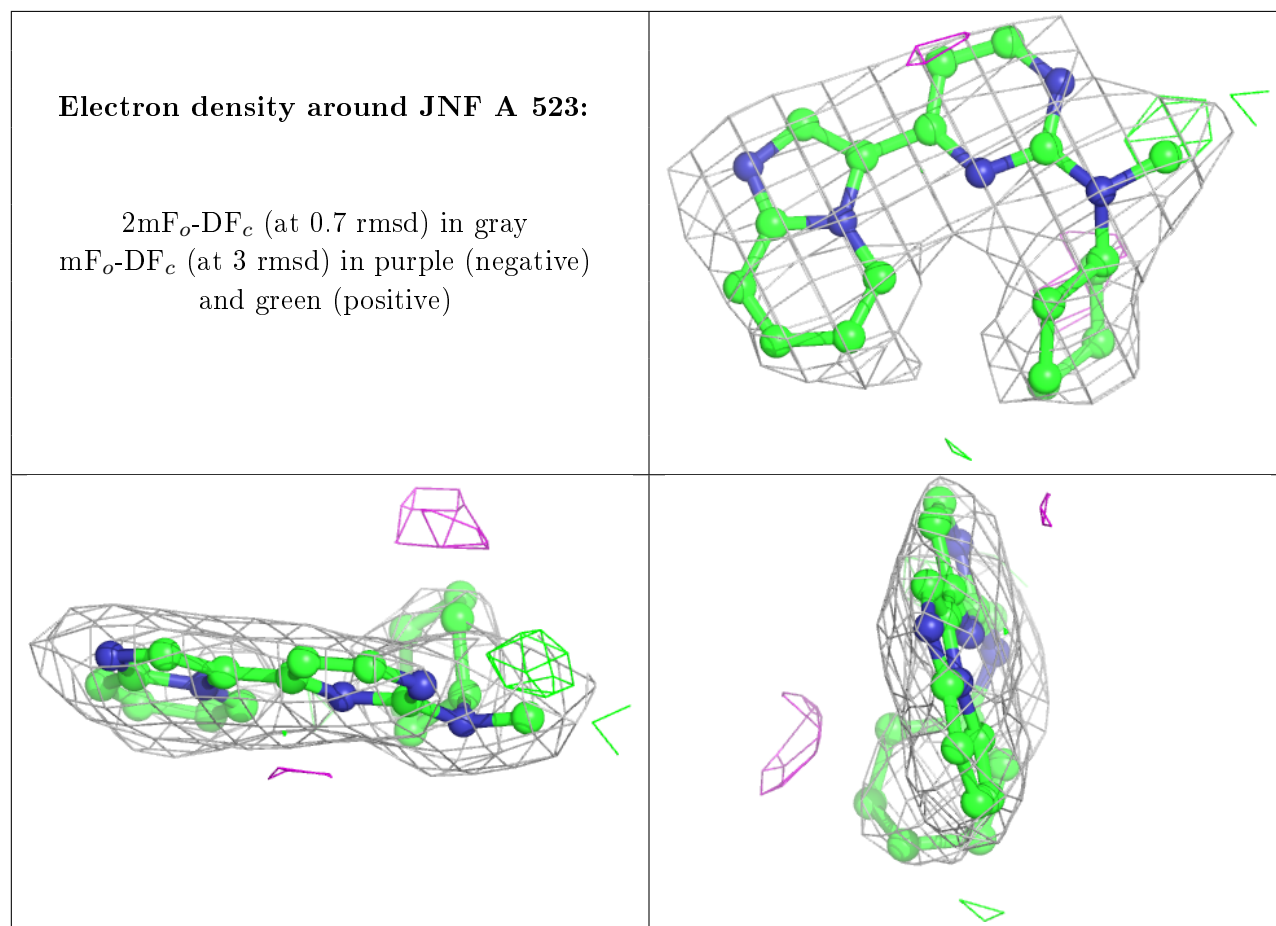 Electron density around JNF A 523:
2mFₒ-DF𝒸 (at 0.7 rmsd) in gray
mFₒ-DF𝒸 (at 3 rmsd) in purple (negative)
and green (positive)